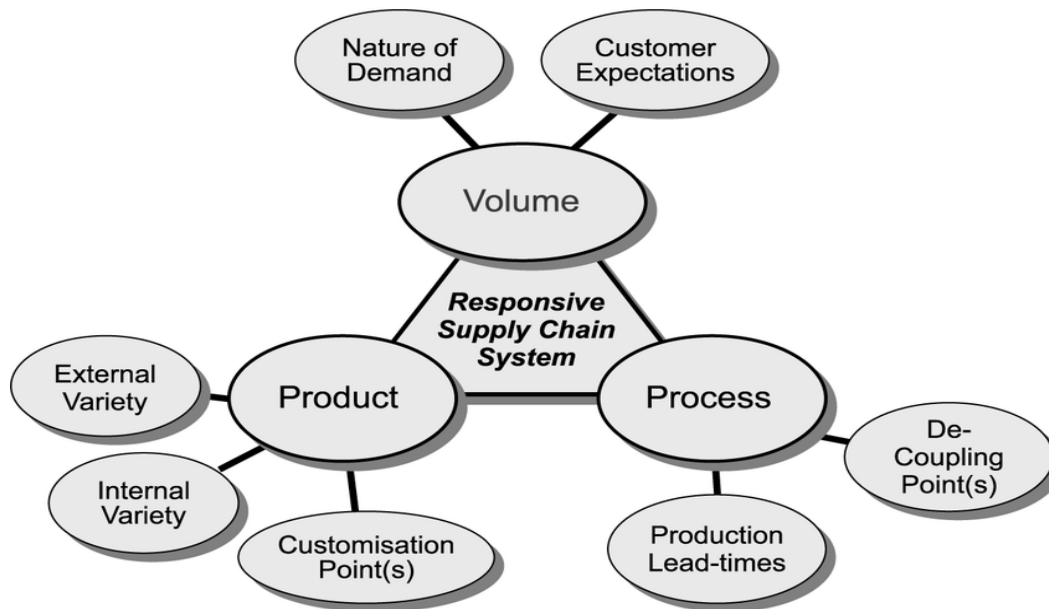 Nature of
Demand
Customer
Expectations
Volume
Responsive
Supply Chain
System
External
Variety
Product
Process
De-
Coupling
Point(s)
Internal
Variety
Customisation
Point(s)
Production
Lead-times